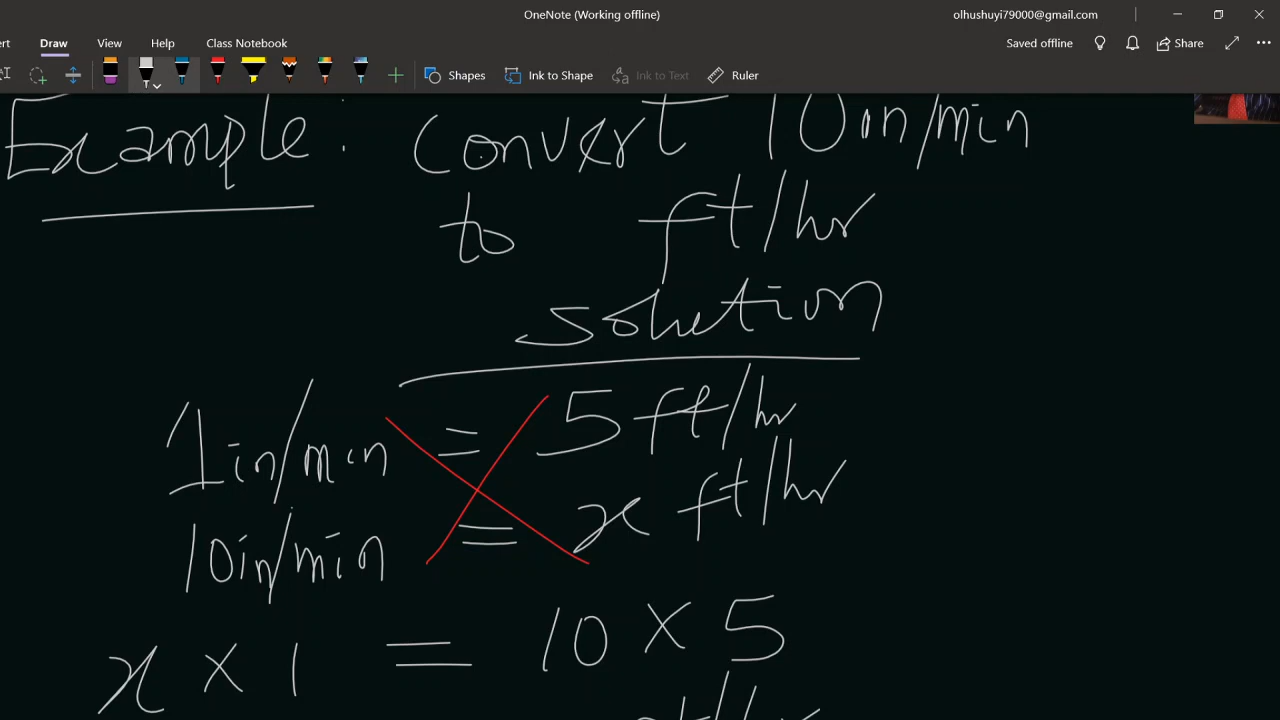 OneNote (Working offline)
olhushuyi79000@gmail.com
Draw View Help Class Notebook
Saved offline
Share
Shapes
Ink to Shape
Ink to Text
Ruler
Example: Convert 10in/min
to ft/hr
Solution
1in/min = 5ft/hr
10in/min = x ft/hr
x × 1 = 10 × 5